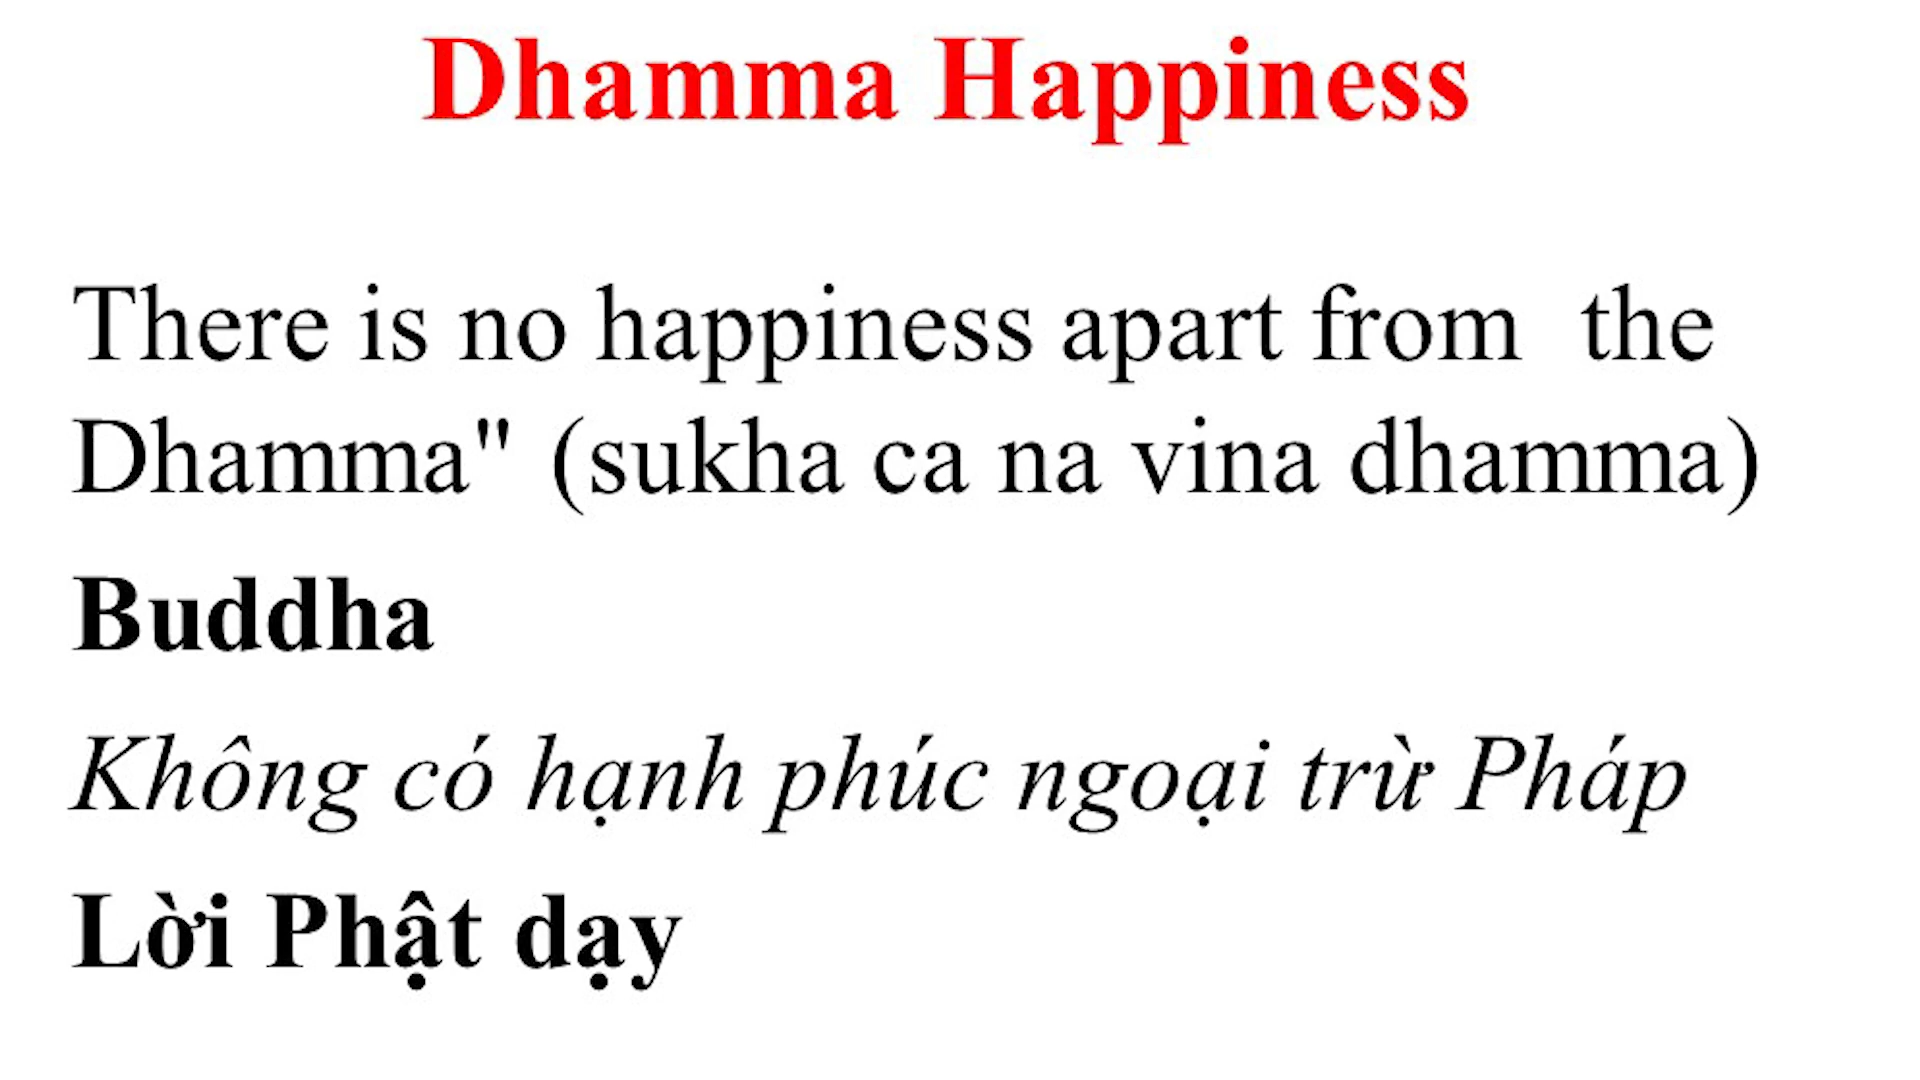 Dhamma Happiness
There is no happiness apart from  the
Dhamma" (sukha ca na vina dhamma)
Buddha
Không có hạnh phúc ngoại trừ Pháp
Lời Phật dạy